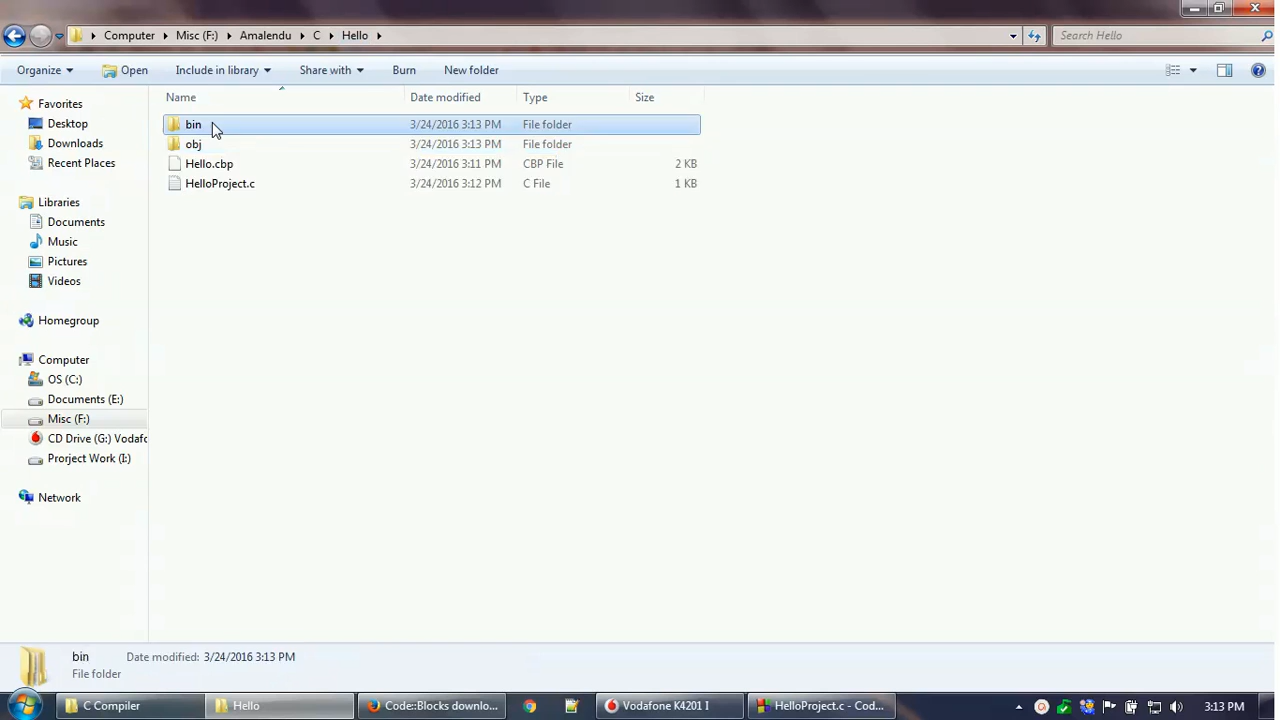 Computer Misc (F:) Amalendu C Hello
Search Hello
Organize Open Include in library Share with Burn New folder
Name Date modified Type Size
bin 3/24/2016 3:13 PM File folder
obj 3/24/2016 3:13 PM File folder
Hello.cbp 3/24/2016 3:11 PM CBP File 2 KB
HelloProject.c 3/24/2016 3:12 PM C File 1 KB
Favorites
Desktop
Downloads
Recent Places
Libraries
Documents
Music
Pictures
Videos
Homegroup
Computer
OS (C:)
Documents (E:)
Misc (F:)
CD Drive (G:) Vodafo
Prorject Work (I:)
Network
bin Date modified: 3/24/2016 3:13 PM
File folder
C Compiler Hello Code::Blocks downlo... Vodafone K4201 I HelloProject.c - Cod... 3:13 PM